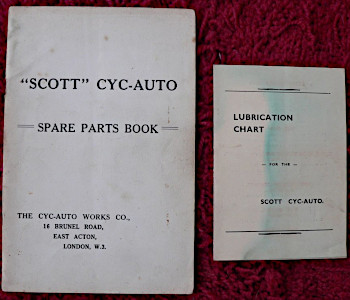 "SCOTT" CYC-AUTO
SPARE PARTS BOOK
THE CYC-AUTO WORKS CO.,
16 BRUNEL ROAD,
EAST ACTON,
LONDON, W.3.
LUBRICATION
CHART
— FOR THE —
SCOTT CYC-AUTO.